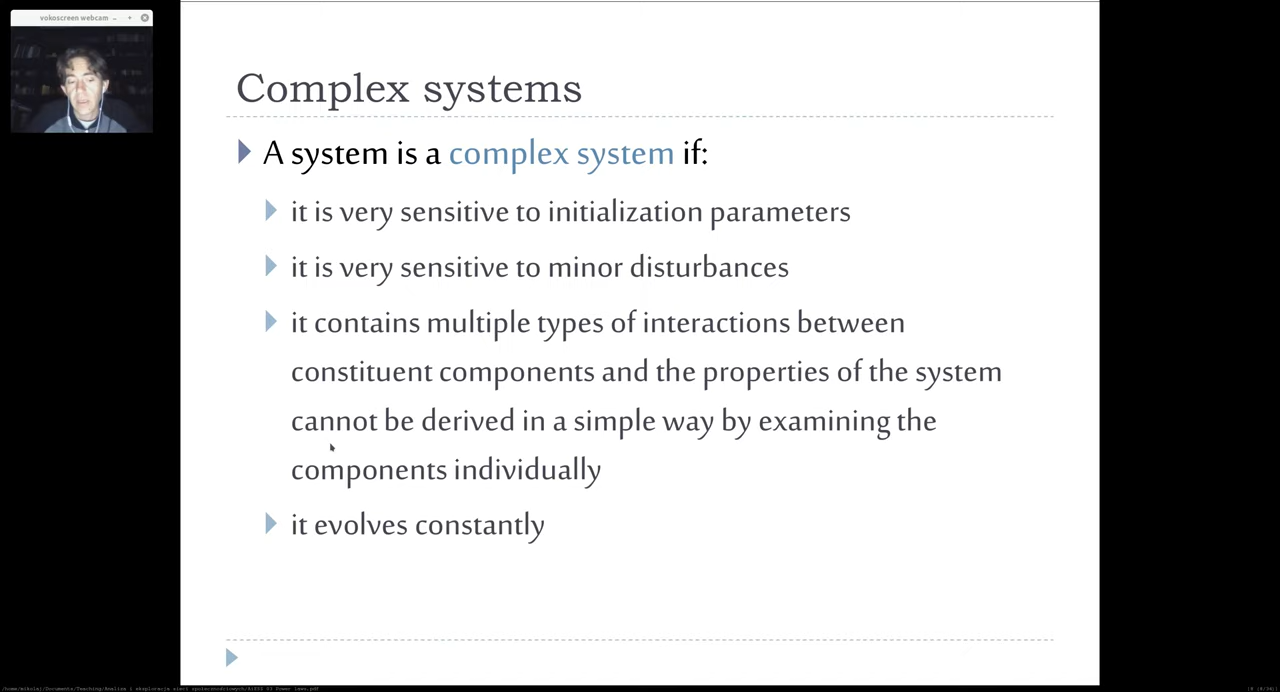 vokoscreen webcam
Complex systems
A system is a complex system if:
it is very sensitive to initialization parameters
it is very sensitive to minor disturbances
it contains multiple types of interactions between
constituent components and the properties of the system
cannot be derived in a simple way by examining the
components individually
it evolves constantly